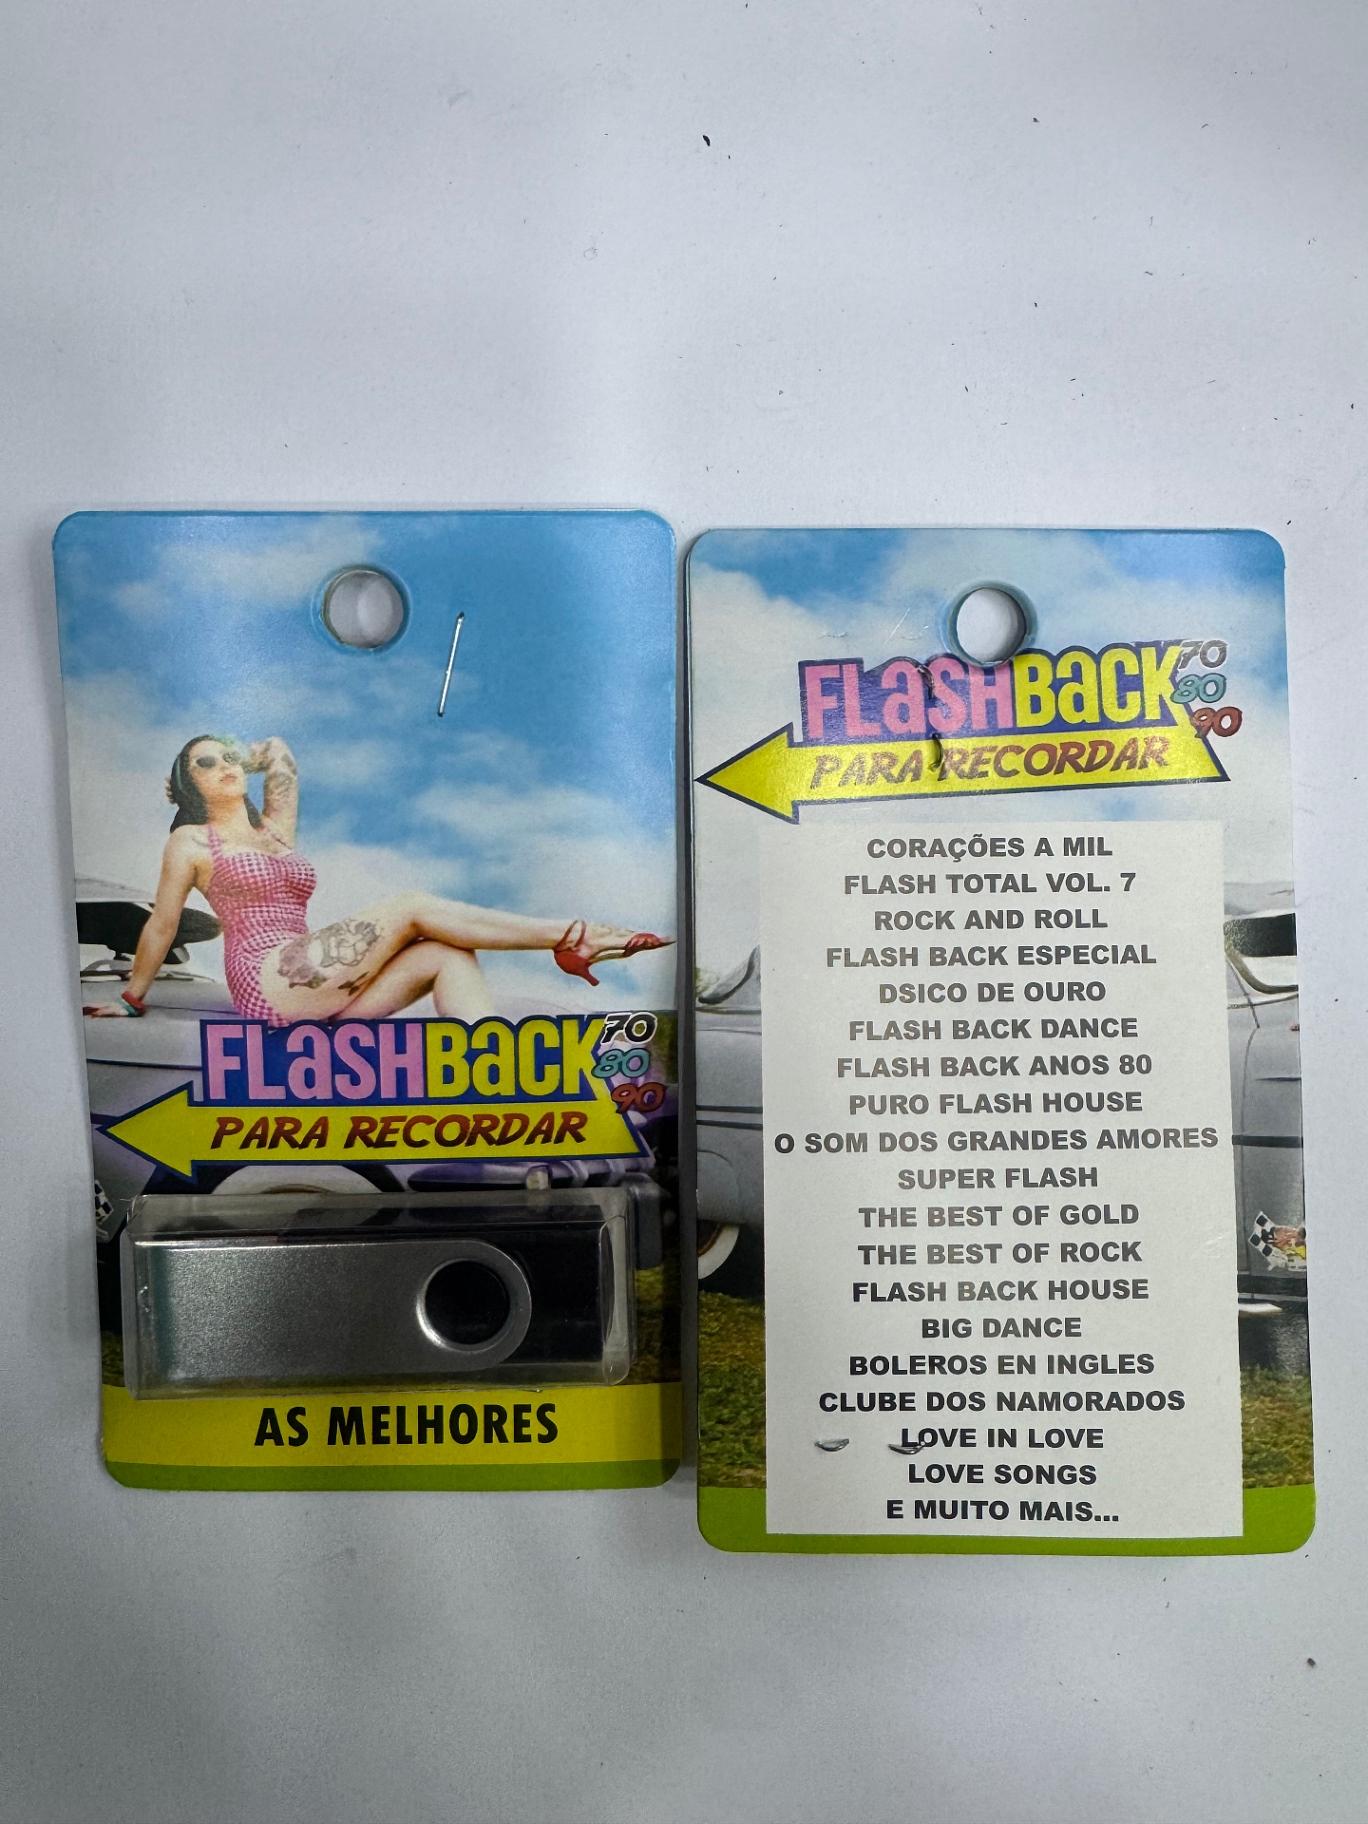 FLASHBACK 70
80
90
PARA RECORDAR
AS MELHORES
FLASHBACK 70
80
90
PARA RECORDAR
CORAÇÕES A MIL
FLASH TOTAL VOL. 7
ROCK AND ROLL
FLASH BACK ESPECIAL
DSICO DE OURO
FLASH BACK DANCE
FLASH BACK ANOS 80
PURO FLASH HOUSE
O SOM DOS GRANDES AMORES
SUPER FLASH
THE BEST OF GOLD
THE BEST OF ROCK
FLASH BACK HOUSE
BIG DANCE
BOLEROS EN INGLES
CLUBE DOS NAMORADOS
LOVE IN LOVE
LOVE SONGS
E MUITO MAIS...